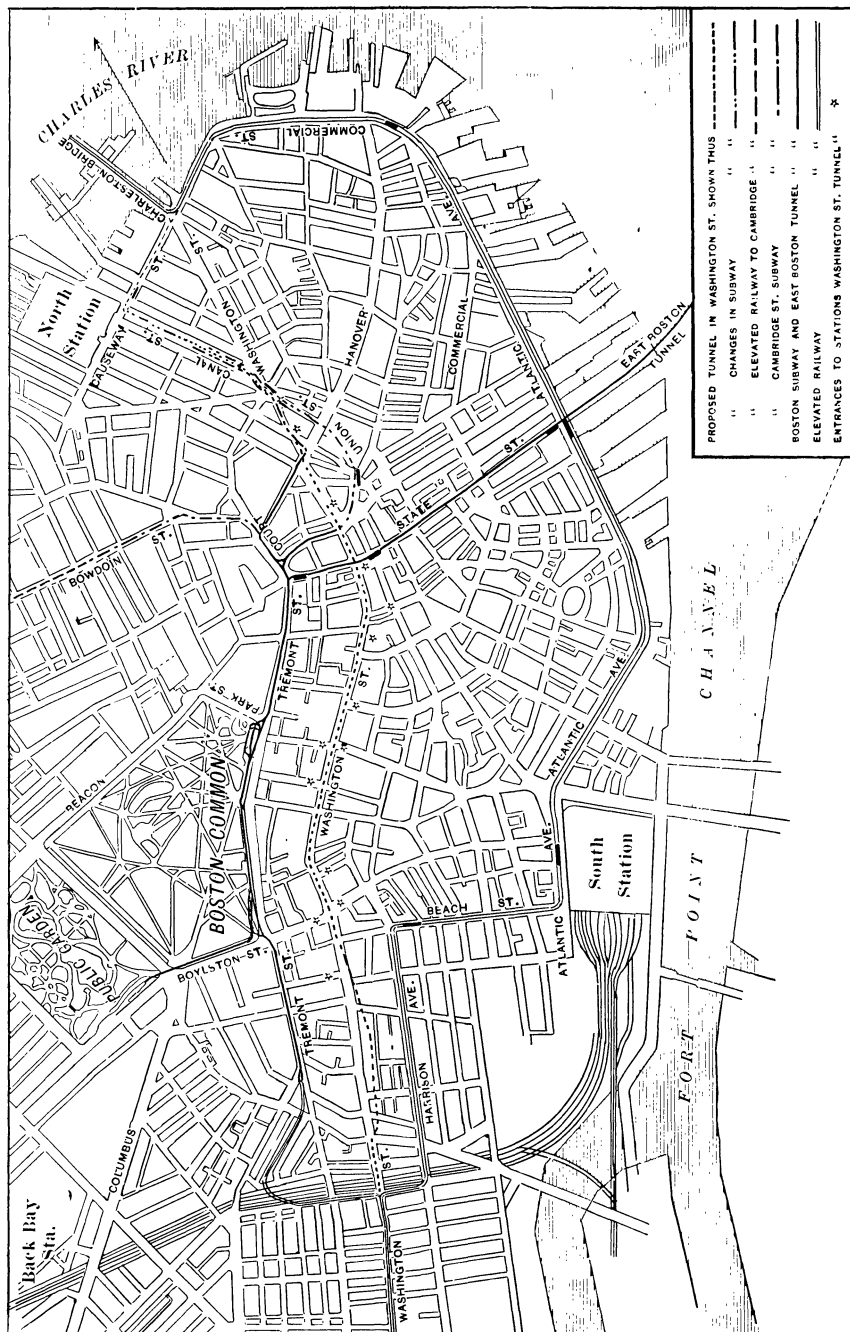 CHARLES RIVER
CHARLESTON-BRIDGE
North
Station
CAUSEWAY ST.
COMMERCIAL ST.
CANAL ST.
WASHINGTON ST.
HANOVER
COMMERCIAL
AVE.
ATLANTIC
UNION ST.
EAST BOSTON
TUNNEL
COURT
STATE ST.
BOWDOIN ST.
TREMONT ST.
PARK ST.
BEACON
BOSTON COMMON
WASHINGTON ST.
ATLANTIC AVE.
PUBLIC GARDEN
BOYLSTON-ST.
TREMONT ST.
BEACH ST.
ATLANTIC AVE.
South
Station
HARRISON AVE.
COLUMBUS
Back Bay
Sta.
WASHINGTON ST.
FORT POINT CHANNEL
PROPOSED TUNNEL IN WASHINGTON ST. SHOWN THUS
" CHANGES IN SUBWAY " "
" ELEVATED RAILWAY TO CAMBRIDGE " "
" CAMBRIDGE ST. SUBWAY " "
BOSTON SUBWAY AND EAST BOSTON TUNNEL " "
ELEVATED RAILWAY " "
ENTRANCES TO STATIONS WASHINGTON ST. TUNNEL " ☆